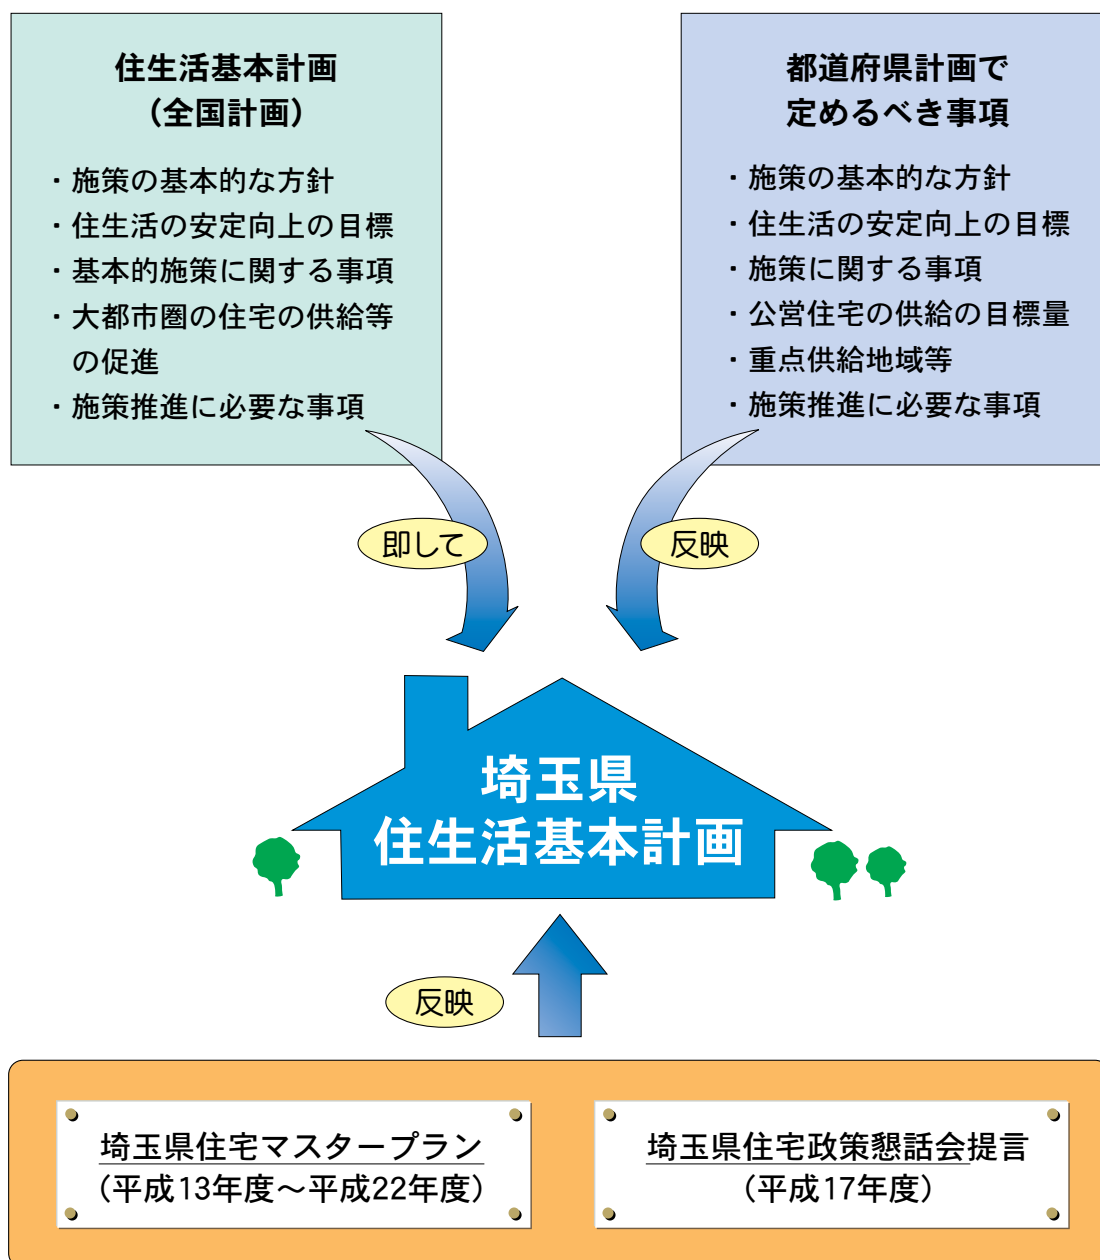 住生活基本計画
（全国計画）
・施策の基本的な方針
・住生活の安定向上の目標
・基本的施策に関する事項
・大都市圏の住宅の供給等
の促進
・施策推進に必要な事項
都道府県計画で
定めるべき事項
・施策の基本的な方針
・住生活の安定向上の目標
・施策に関する事項
・公営住宅の供給の目標量
・重点供給地域等
・施策推進に必要な事項
即して
反映
埼玉県
住生活基本計画
反映
埼玉県住宅マスタープラン
（平成13年度～平成22年度）
埼玉県住宅政策懇話会提言
（平成17年度）